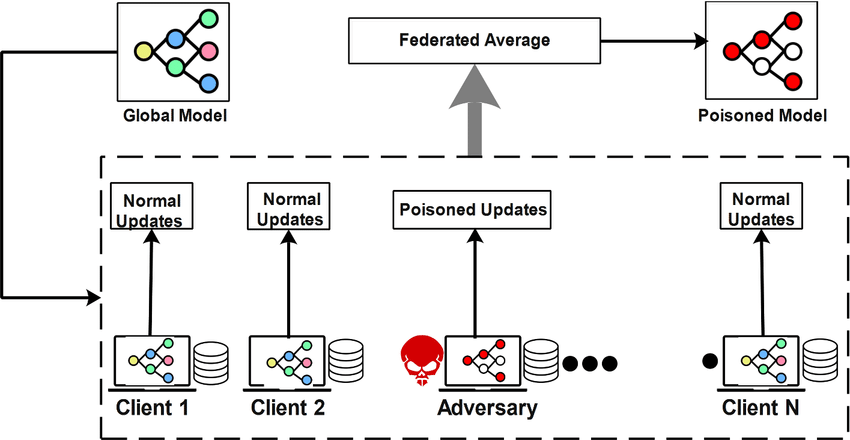 Federated Average
Global Model
Poisoned Model
Normal
Updates
Normal
Updates
Poisoned Updates
Normal
Updates
Client 1
Client 2
Adversary
Client N